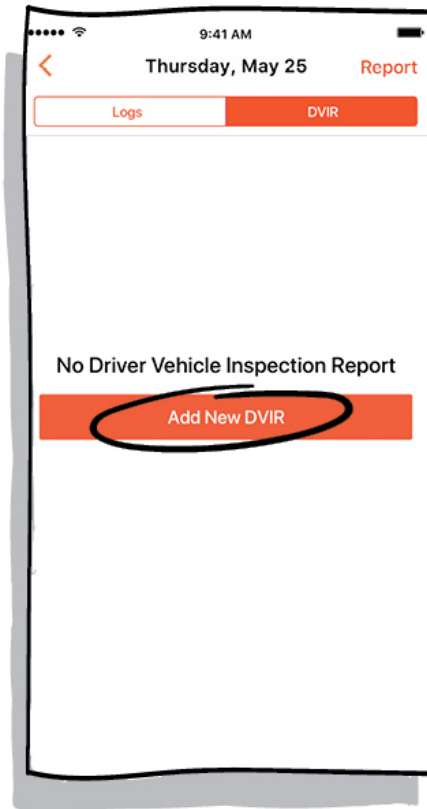 9:41 AM
Thursday, May 25 Report
Logs DVIR
No Driver Vehicle Inspection Report
Add New DVIR